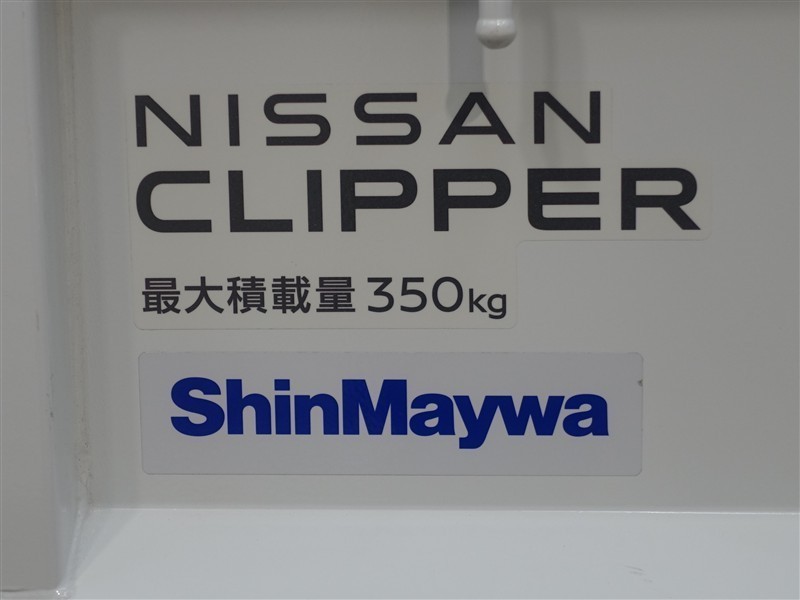 NISSAN
CLIPPER
最大積載量 350kg
ShinMaywa